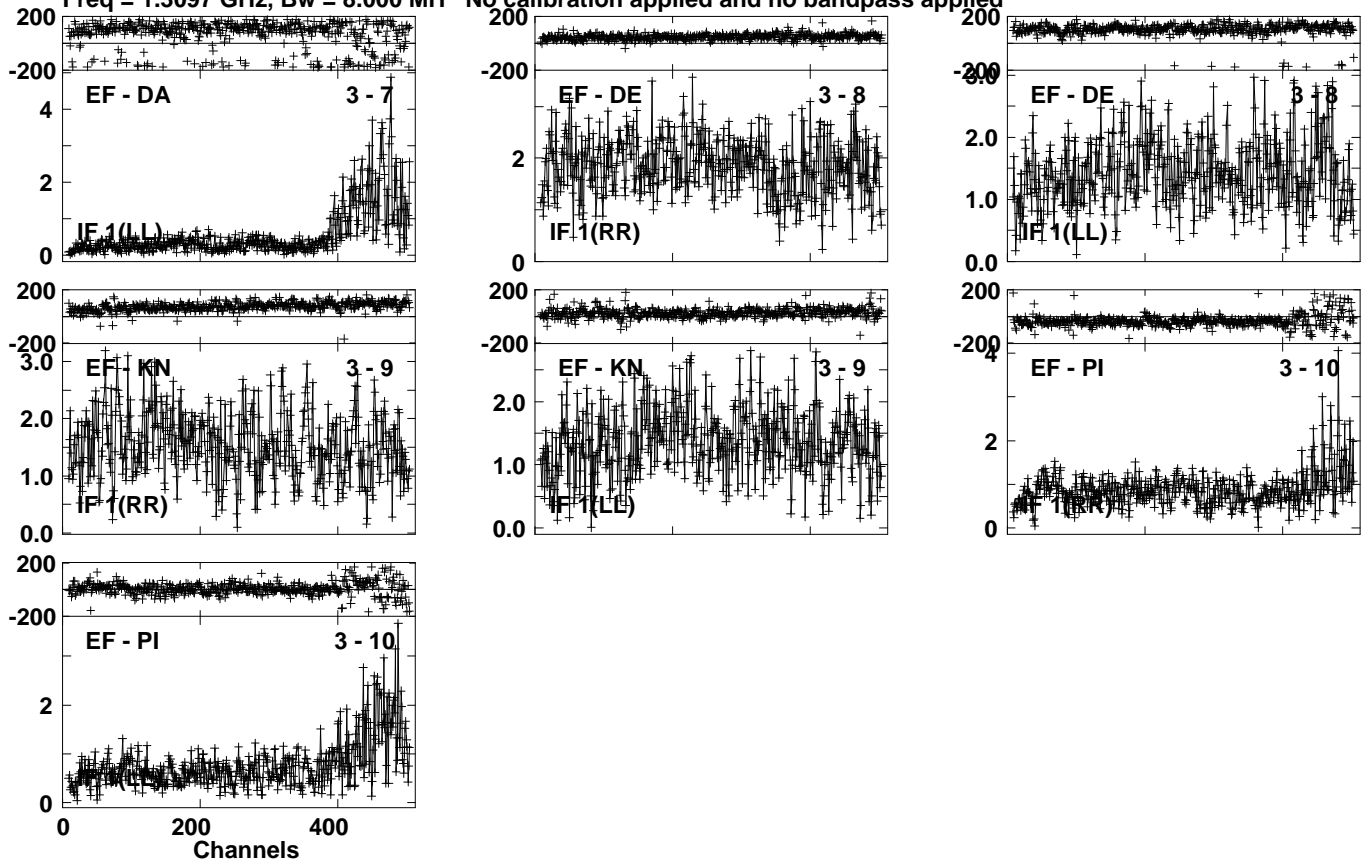 Freq = 1.5097 GHz, Bw = 8.000 MH No calibration applied and no bandpass applied
200
-200
EF - DA 3 - 7
4
2
0
IF 1(LL)
200
-200
EF - DE 3 - 8
2
0
IF 1(RR)
200
-200
3.0
EF - DE 3 - 8
2.0
1.0
0.0
IF 1(LL)
200
-200
EF - KN 3 - 9
3.0
2.0
1.0
0.0
IF 1(RR)
200
-200
EF - KN 3 - 9
2.0
1.0
0.0
IF 1(LL)
200
-200
4
EF - PI 3 - 10
2
0
IF 1(RR)
200
-200
EF - PI 3 - 10
2
0
IF 1(LL)
0 200 400
Channels